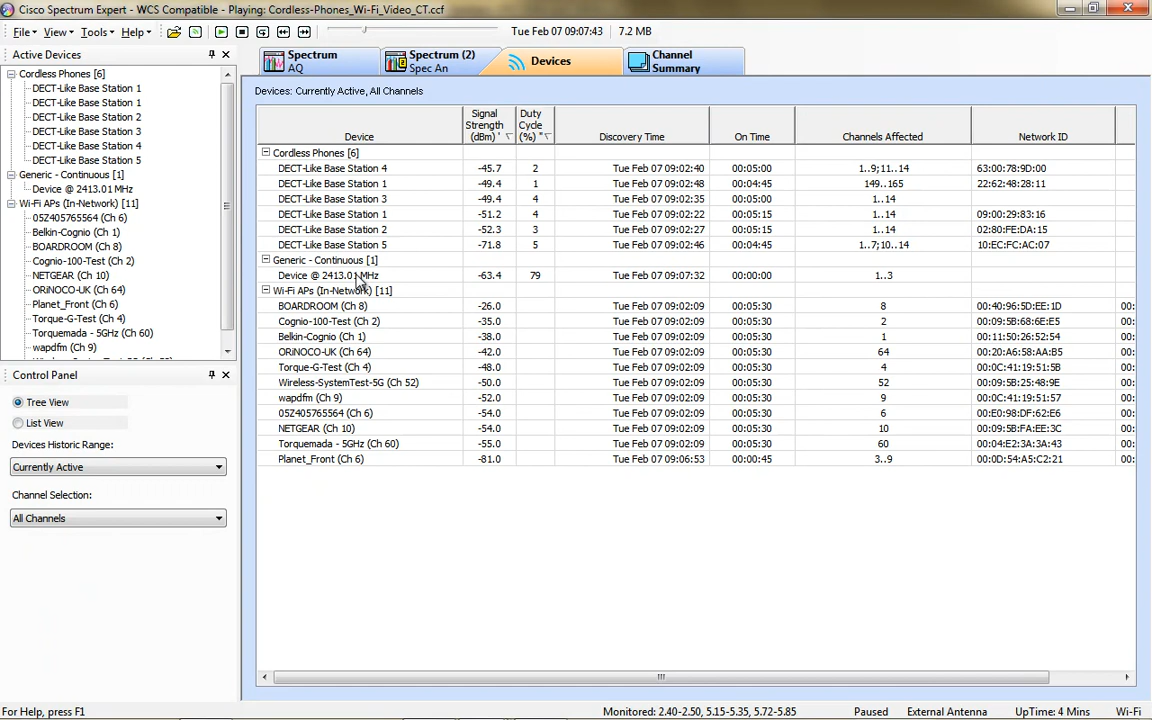 Cisco Spectrum Expert - WCS Compatible - Playing: Cordless-Phones_Wi-Fi_Video_CT.ccf
File View Tools Help Tue Feb 07 09:07:43 7.2 MB
Active Devices
Cordless Phones [6]
DECT-Like Base Station 1
DECT-Like Base Station 1
DECT-Like Base Station 2
DECT-Like Base Station 3
DECT-Like Base Station 4
DECT-Like Base Station 5
Generic - Continuous [1]
Device @ 2413.01 MHz
Wi-Fi APs (In-Network) [11]
05Z405765564 (Ch 6)
Belkin-Cognio (Ch 1)
BOARDROOM (Ch 8)
Cognio-100-Test (Ch 2)
NETGEAR (Ch 10)
ORiNOCO-UK (Ch 64)
Planet_Front (Ch 6)
Torque-G-Test (Ch 4)
Torquemada - 5GHz (Ch 60)
wapdfm (Ch 9)
Control Panel
Tree View
List View
Devices Historic Range:
Currently Active
Channel Selection:
All Channels
Spectrum AQ
Spectrum (2) Spec An
Devices
Channel Summary
Devices: Currently Active, All Channels
Device Signal Strength (dBm) ' Duty Cycle (%) " Discovery Time On Time Channels Affected Network ID
Cordless Phones [6]
DECT-Like Base Station 4 -45.7 2 Tue Feb 07 09:02:40 00:05:00 1..9;11..14 63:00:78:9D:00
DECT-Like Base Station 1 -49.4 1 Tue Feb 07 09:02:48 00:04:45 149..165 22:62:48:28:11
DECT-Like Base Station 3 -49.4 4 Tue Feb 07 09:02:35 00:05:00 1..14
DECT-Like Base Station 1 -51.2 4 Tue Feb 07 09:02:22 00:05:15 1..14 09:00:29:83:16
DECT-Like Base Station 2 -52.3 3 Tue Feb 07 09:02:27 00:05:15 1..14 02:80:FE:DA:15
DECT-Like Base Station 5 -71.8 5 Tue Feb 07 09:02:46 00:04:45 1..7;10..14 10:EC:FC:AC:07
Generic - Continuous [1]
Device @ 2413.01 MHz -63.4 79 Tue Feb 07 09:07:32 00:00:00 1..3
Wi-Fi APs (In-Network) [11]
BOARDROOM (Ch 8) -26.0 Tue Feb 07 09:02:09 00:05:30 8 00:40:96:5D:EE:1D 00:
Cognio-100-Test (Ch 2) -35.0 Tue Feb 07 09:02:09 00:05:30 2 00:09:5B:68:6E:E5 00:
Belkin-Cognio (Ch 1) -38.0 Tue Feb 07 09:02:09 00:05:30 1 00:11:50:26:52:54 00:
ORiNOCO-UK (Ch 64) -42.0 Tue Feb 07 09:02:09 00:05:30 64 00:20:A6:58:AA:B5 00:
Torque-G-Test (Ch 4) -48.0 Tue Feb 07 09:02:09 00:05:30 4 00:0C:41:19:51:5B 00:
Wireless-SystemTest-5G (Ch 52) -50.0 Tue Feb 07 09:02:09 00:05:30 52 00:09:5B:25:48:9E 00:
wapdfm (Ch 9) -52.0 Tue Feb 07 09:02:09 00:05:30 9 00:0C:41:19:51:57 00:
05Z405765564 (Ch 6) -54.0 Tue Feb 07 09:02:09 00:05:30 6 00:E0:98:DF:62:E6 00:
NETGEAR (Ch 10) -54.0 Tue Feb 07 09:02:09 00:05:30 10 00:09:5B:FA:EE:3C 00:
Torquemada - 5GHz (Ch 60) -55.0 Tue Feb 07 09:02:09 00:05:30 60 00:04:E2:3A:3A:43 00:
Planet_Front (Ch 6) -81.0 Tue Feb 07 09:06:53 00:00:45 3..9 00:0D:54:A5:C2:21 00:
For Help, press F1 Monitored: 2.40-2.50, 5.15-5.35, 5.72-5.85 Paused External Antenna UpTime: 4 Mins Wi-Fi